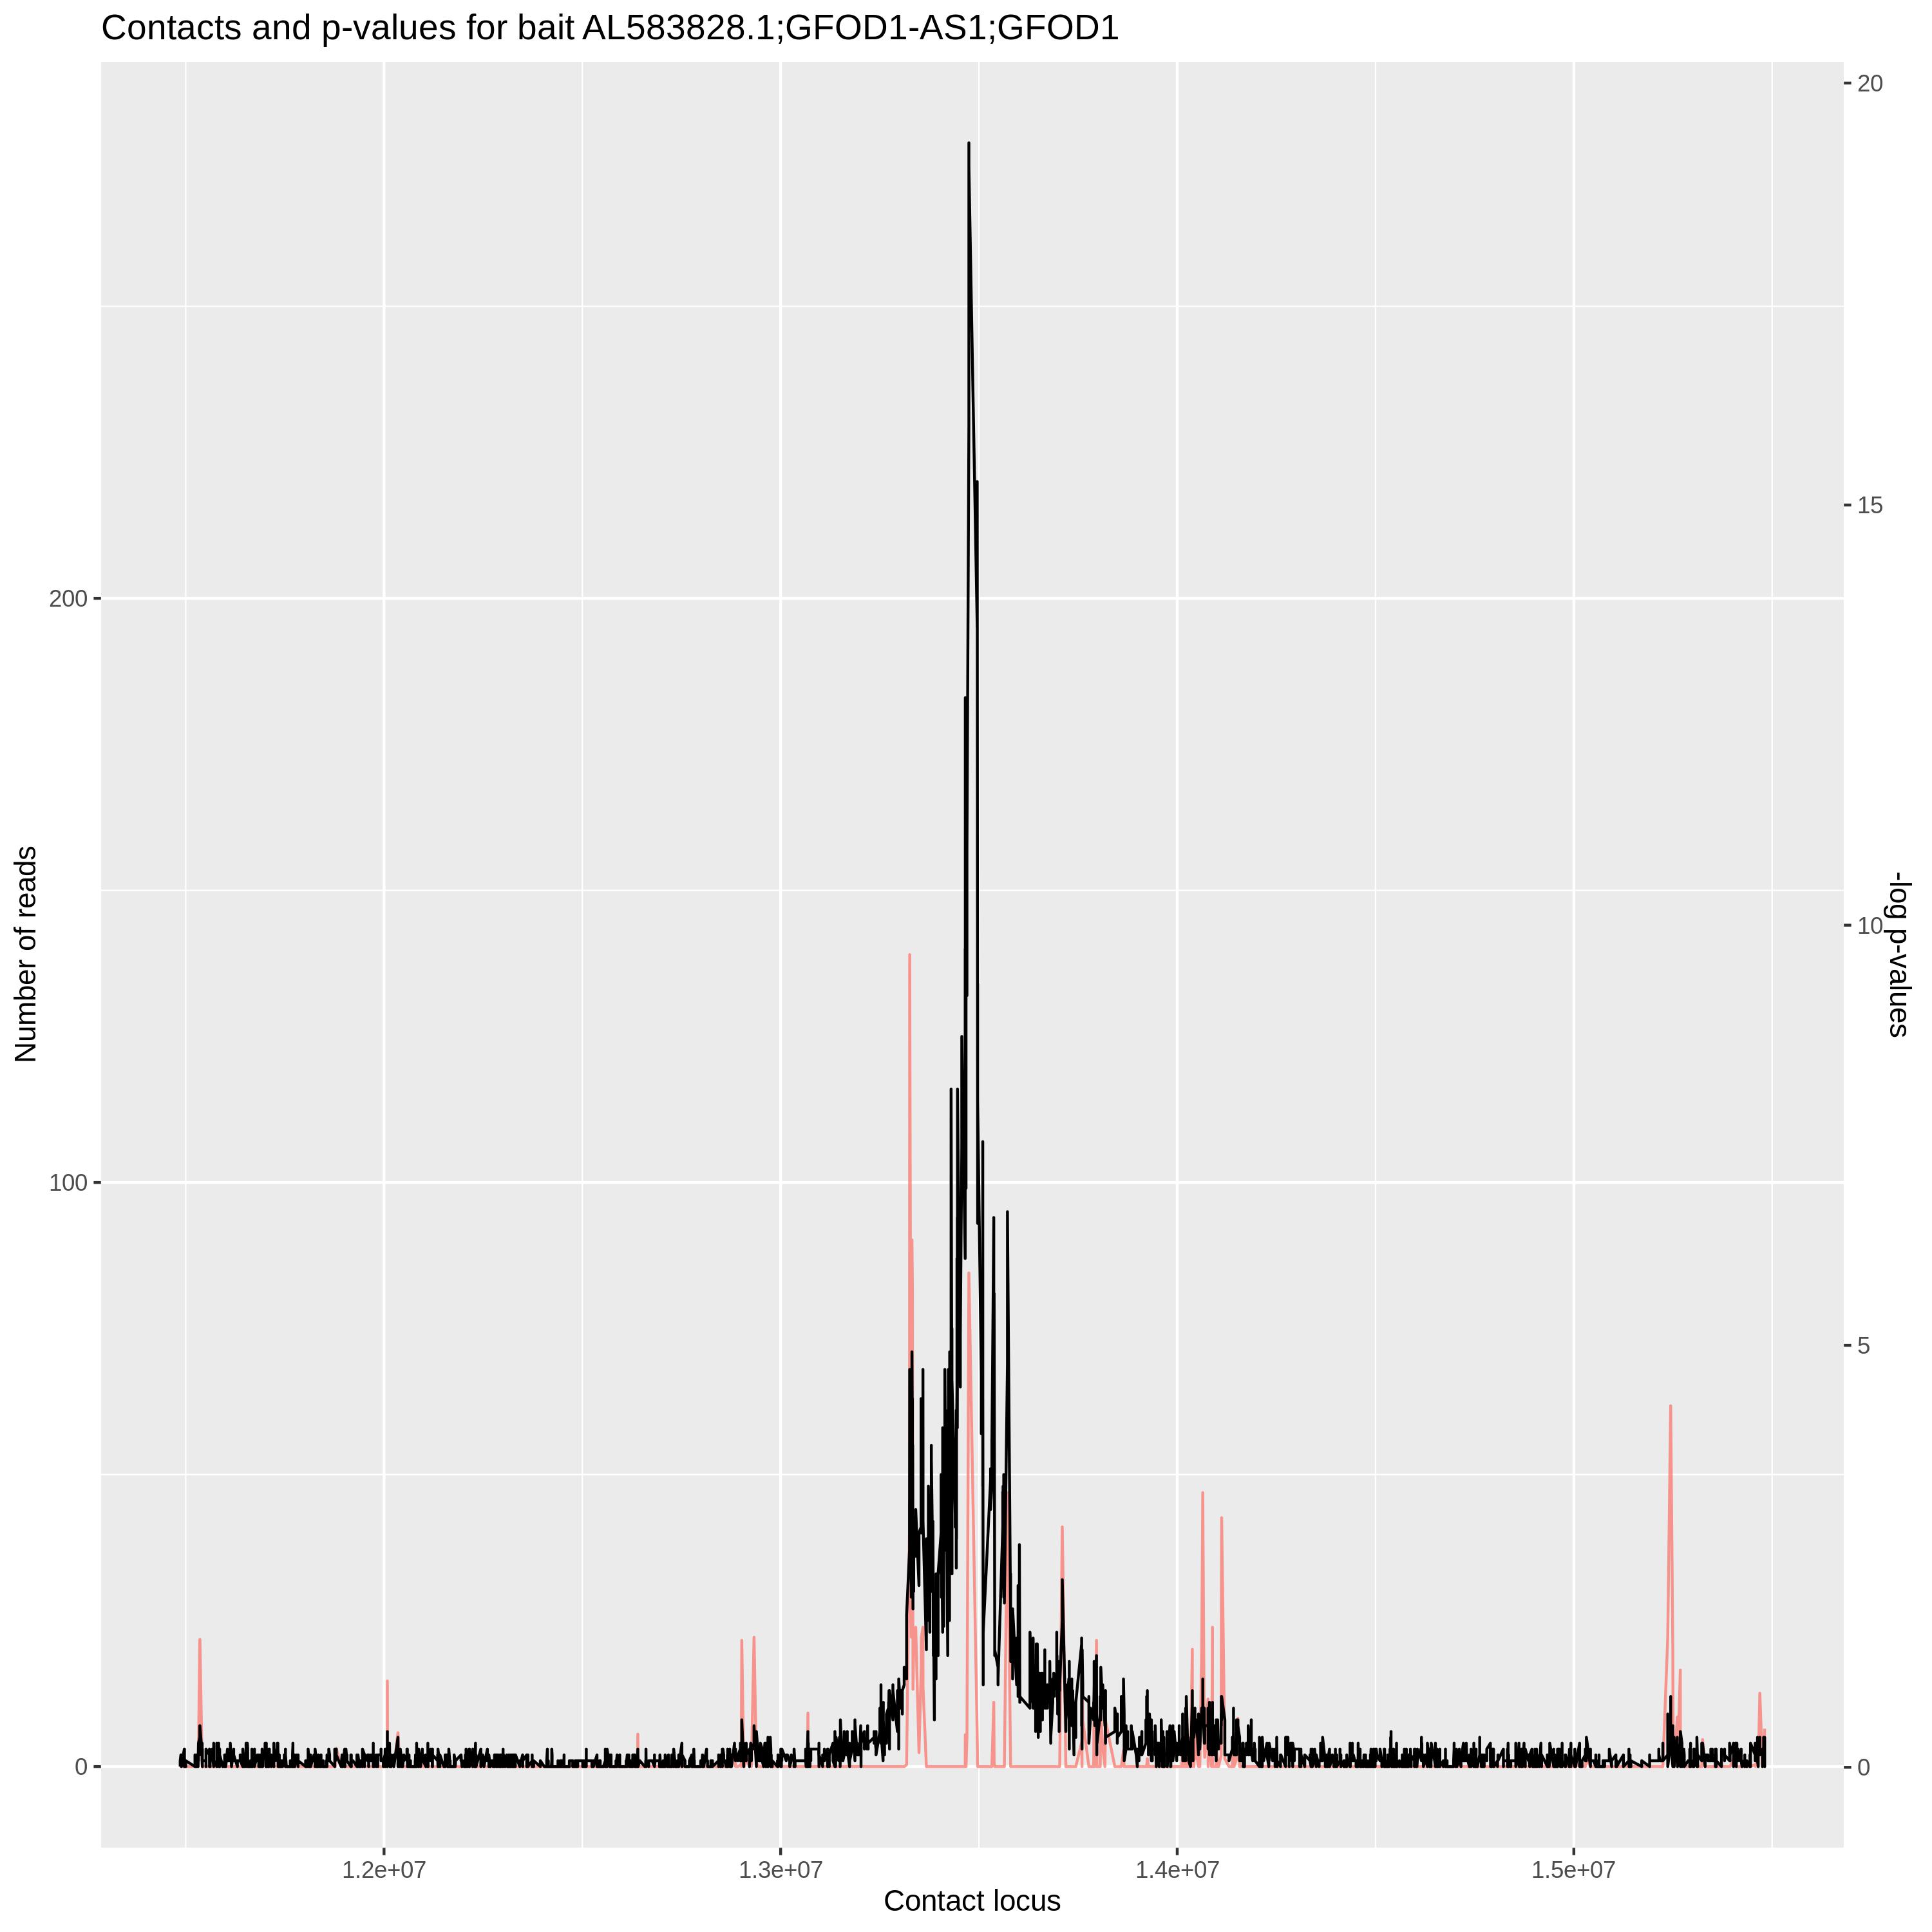 Contacts and p-values for bait AL583828.1;GFOD1-AS1;GFOD1
Number of reads
200
100
0
20
15
10
5
0
-log p-values
1.2e+07
1.3e+07
1.4e+07
1.5e+07
Contact locus